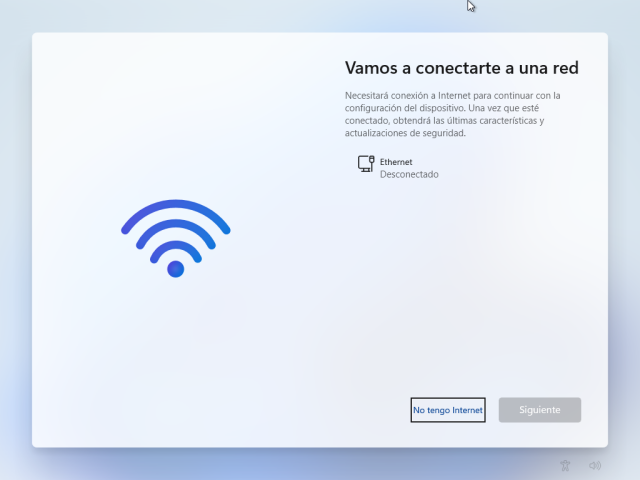 Vamos a conectarte a una red
Necesitará conexión a Internet para continuar con la
configuración del dispositivo. Una vez que esté
conectado, obtendrá las últimas características y
actualizaciones de seguridad.
Ethernet
Desconectado
No tengo Internet
Siguiente